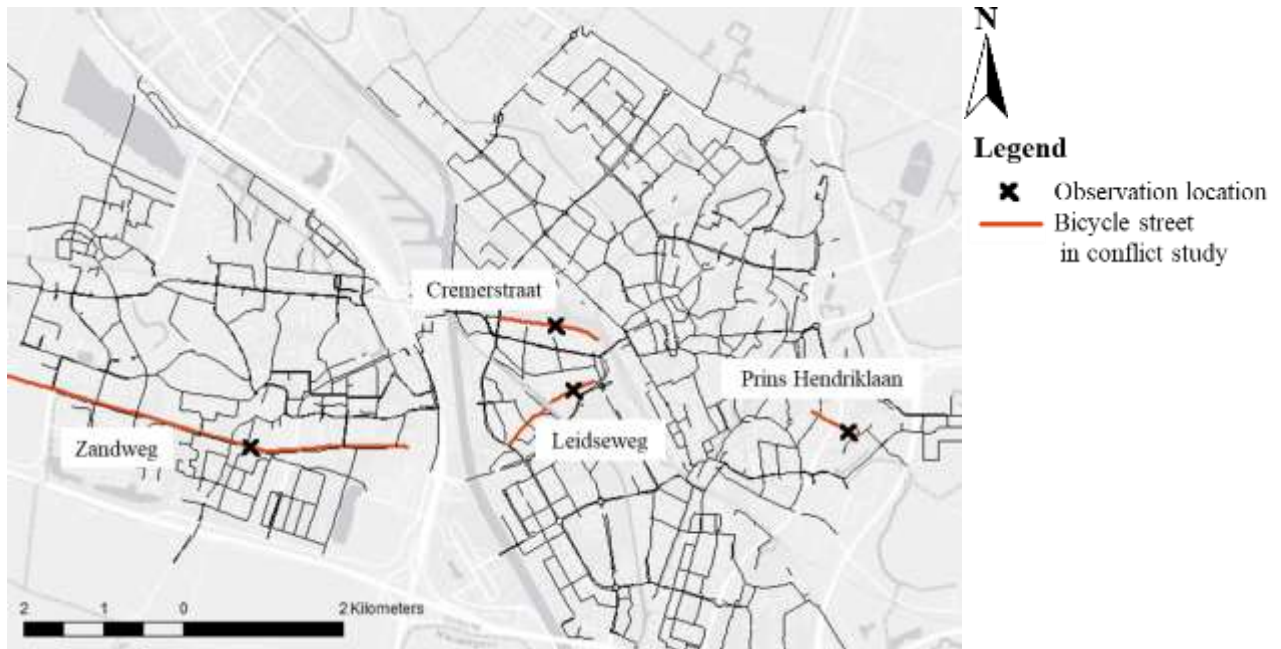 N
Legend
Observation location
Bicycle street
in conflict study
Cremerstraat
Prins Hendriklaan
Zandweg
Leidseweg
2 1 0 2 Kilometers